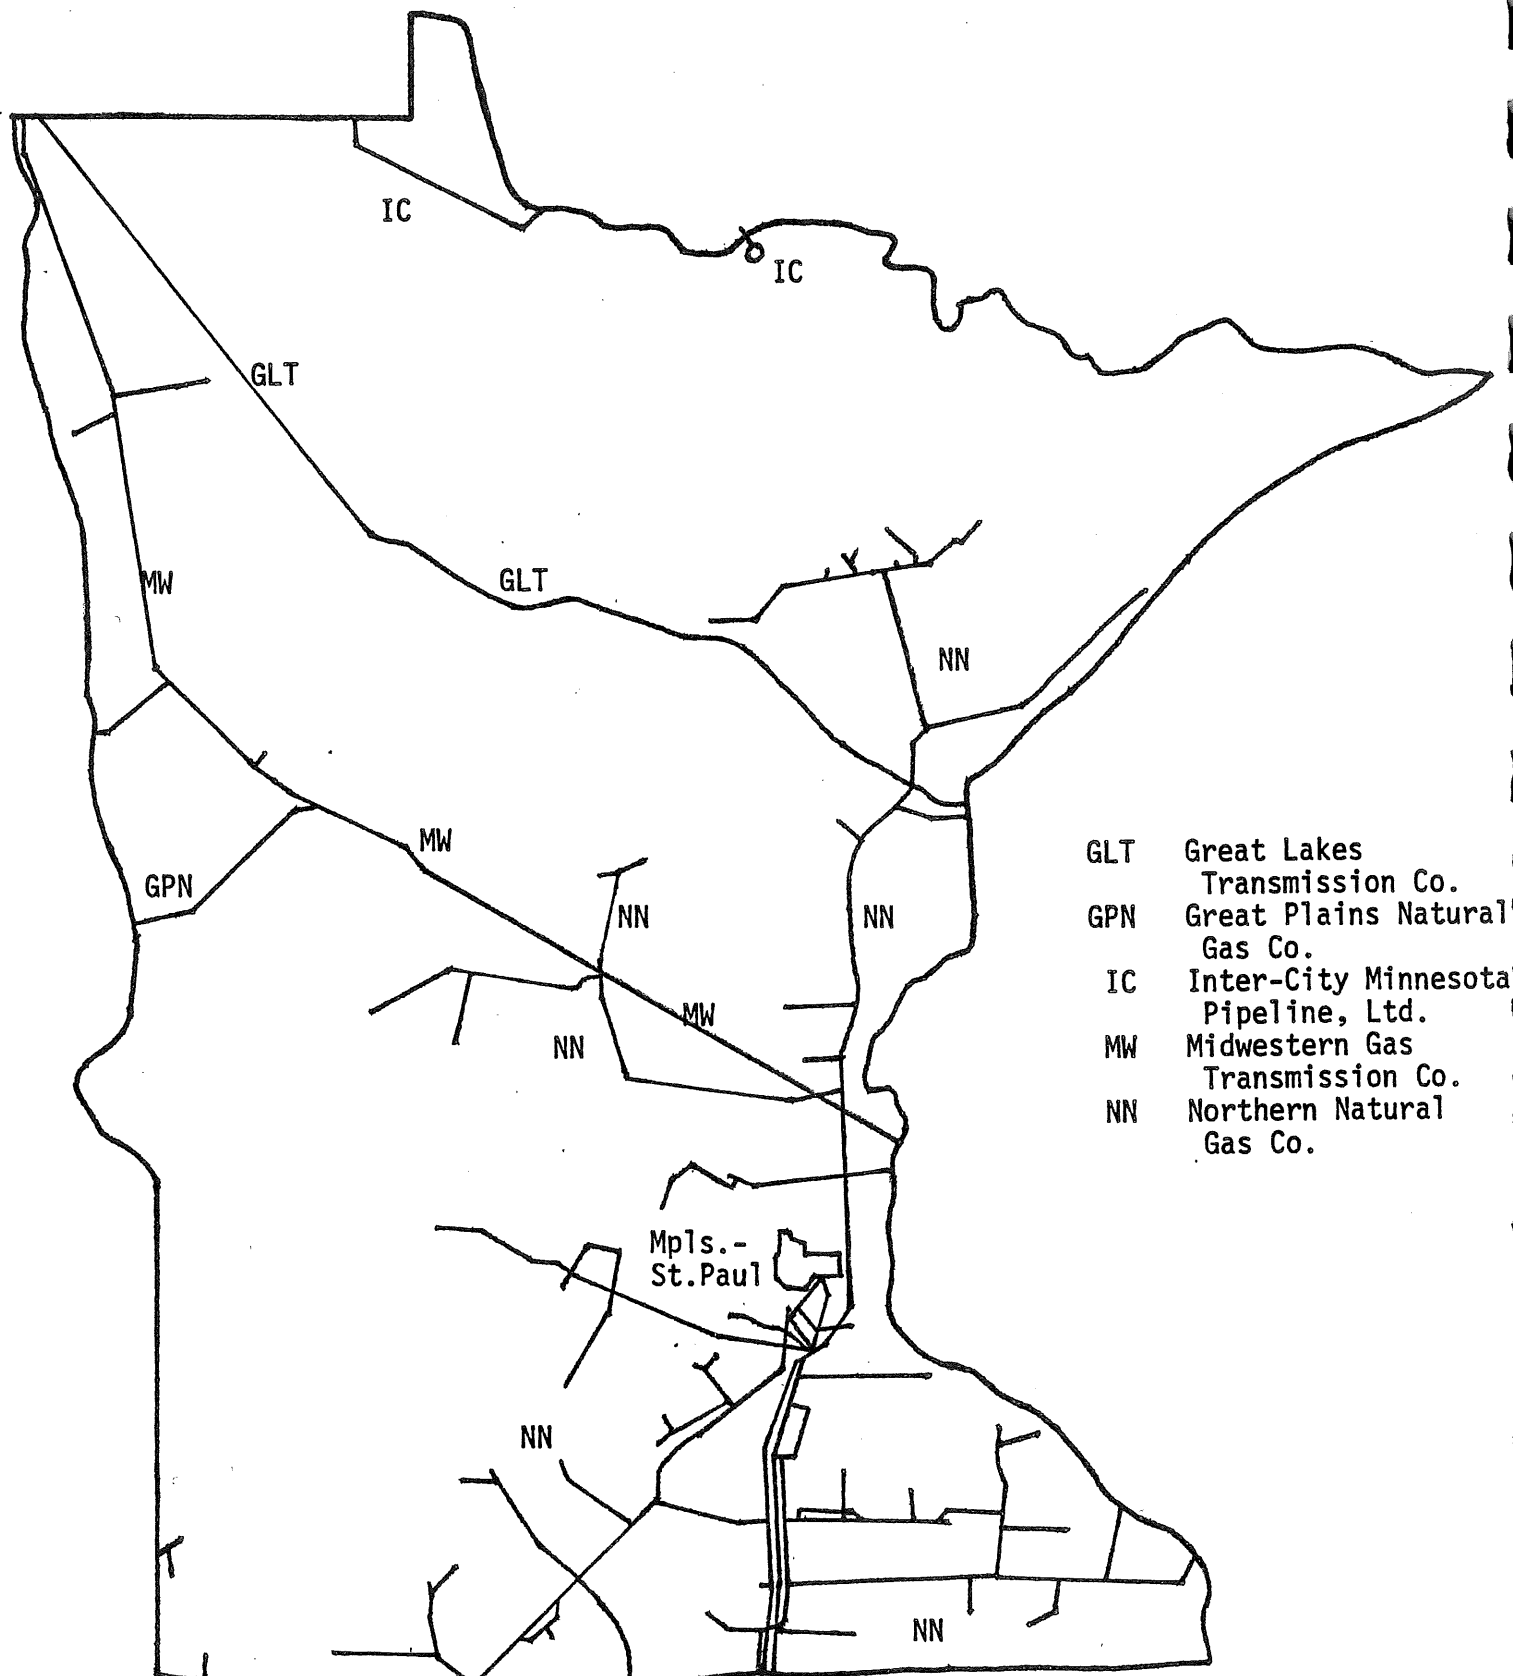 IC
IC
GLT
MW
GLT
NN
MW
GPN
NN
NN
MW
NN
GLT Great Lakes
Transmission Co.
GPN Great Plains Natural
Gas Co.
IC Inter-City Minnesota
Pipeline, Ltd.
MW Midwestern Gas
Transmission Co.
NN Northern Natural
Gas Co.
Mpls.-
St.Paul
NN
NN